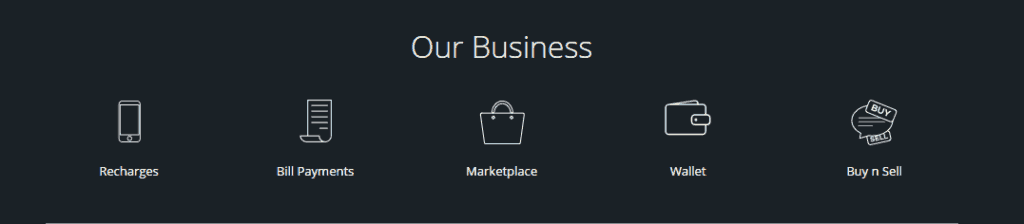 Our Business
BUY
SELL
Recharges
Bill Payments
Marketplace
Wallet
Buy n Sell